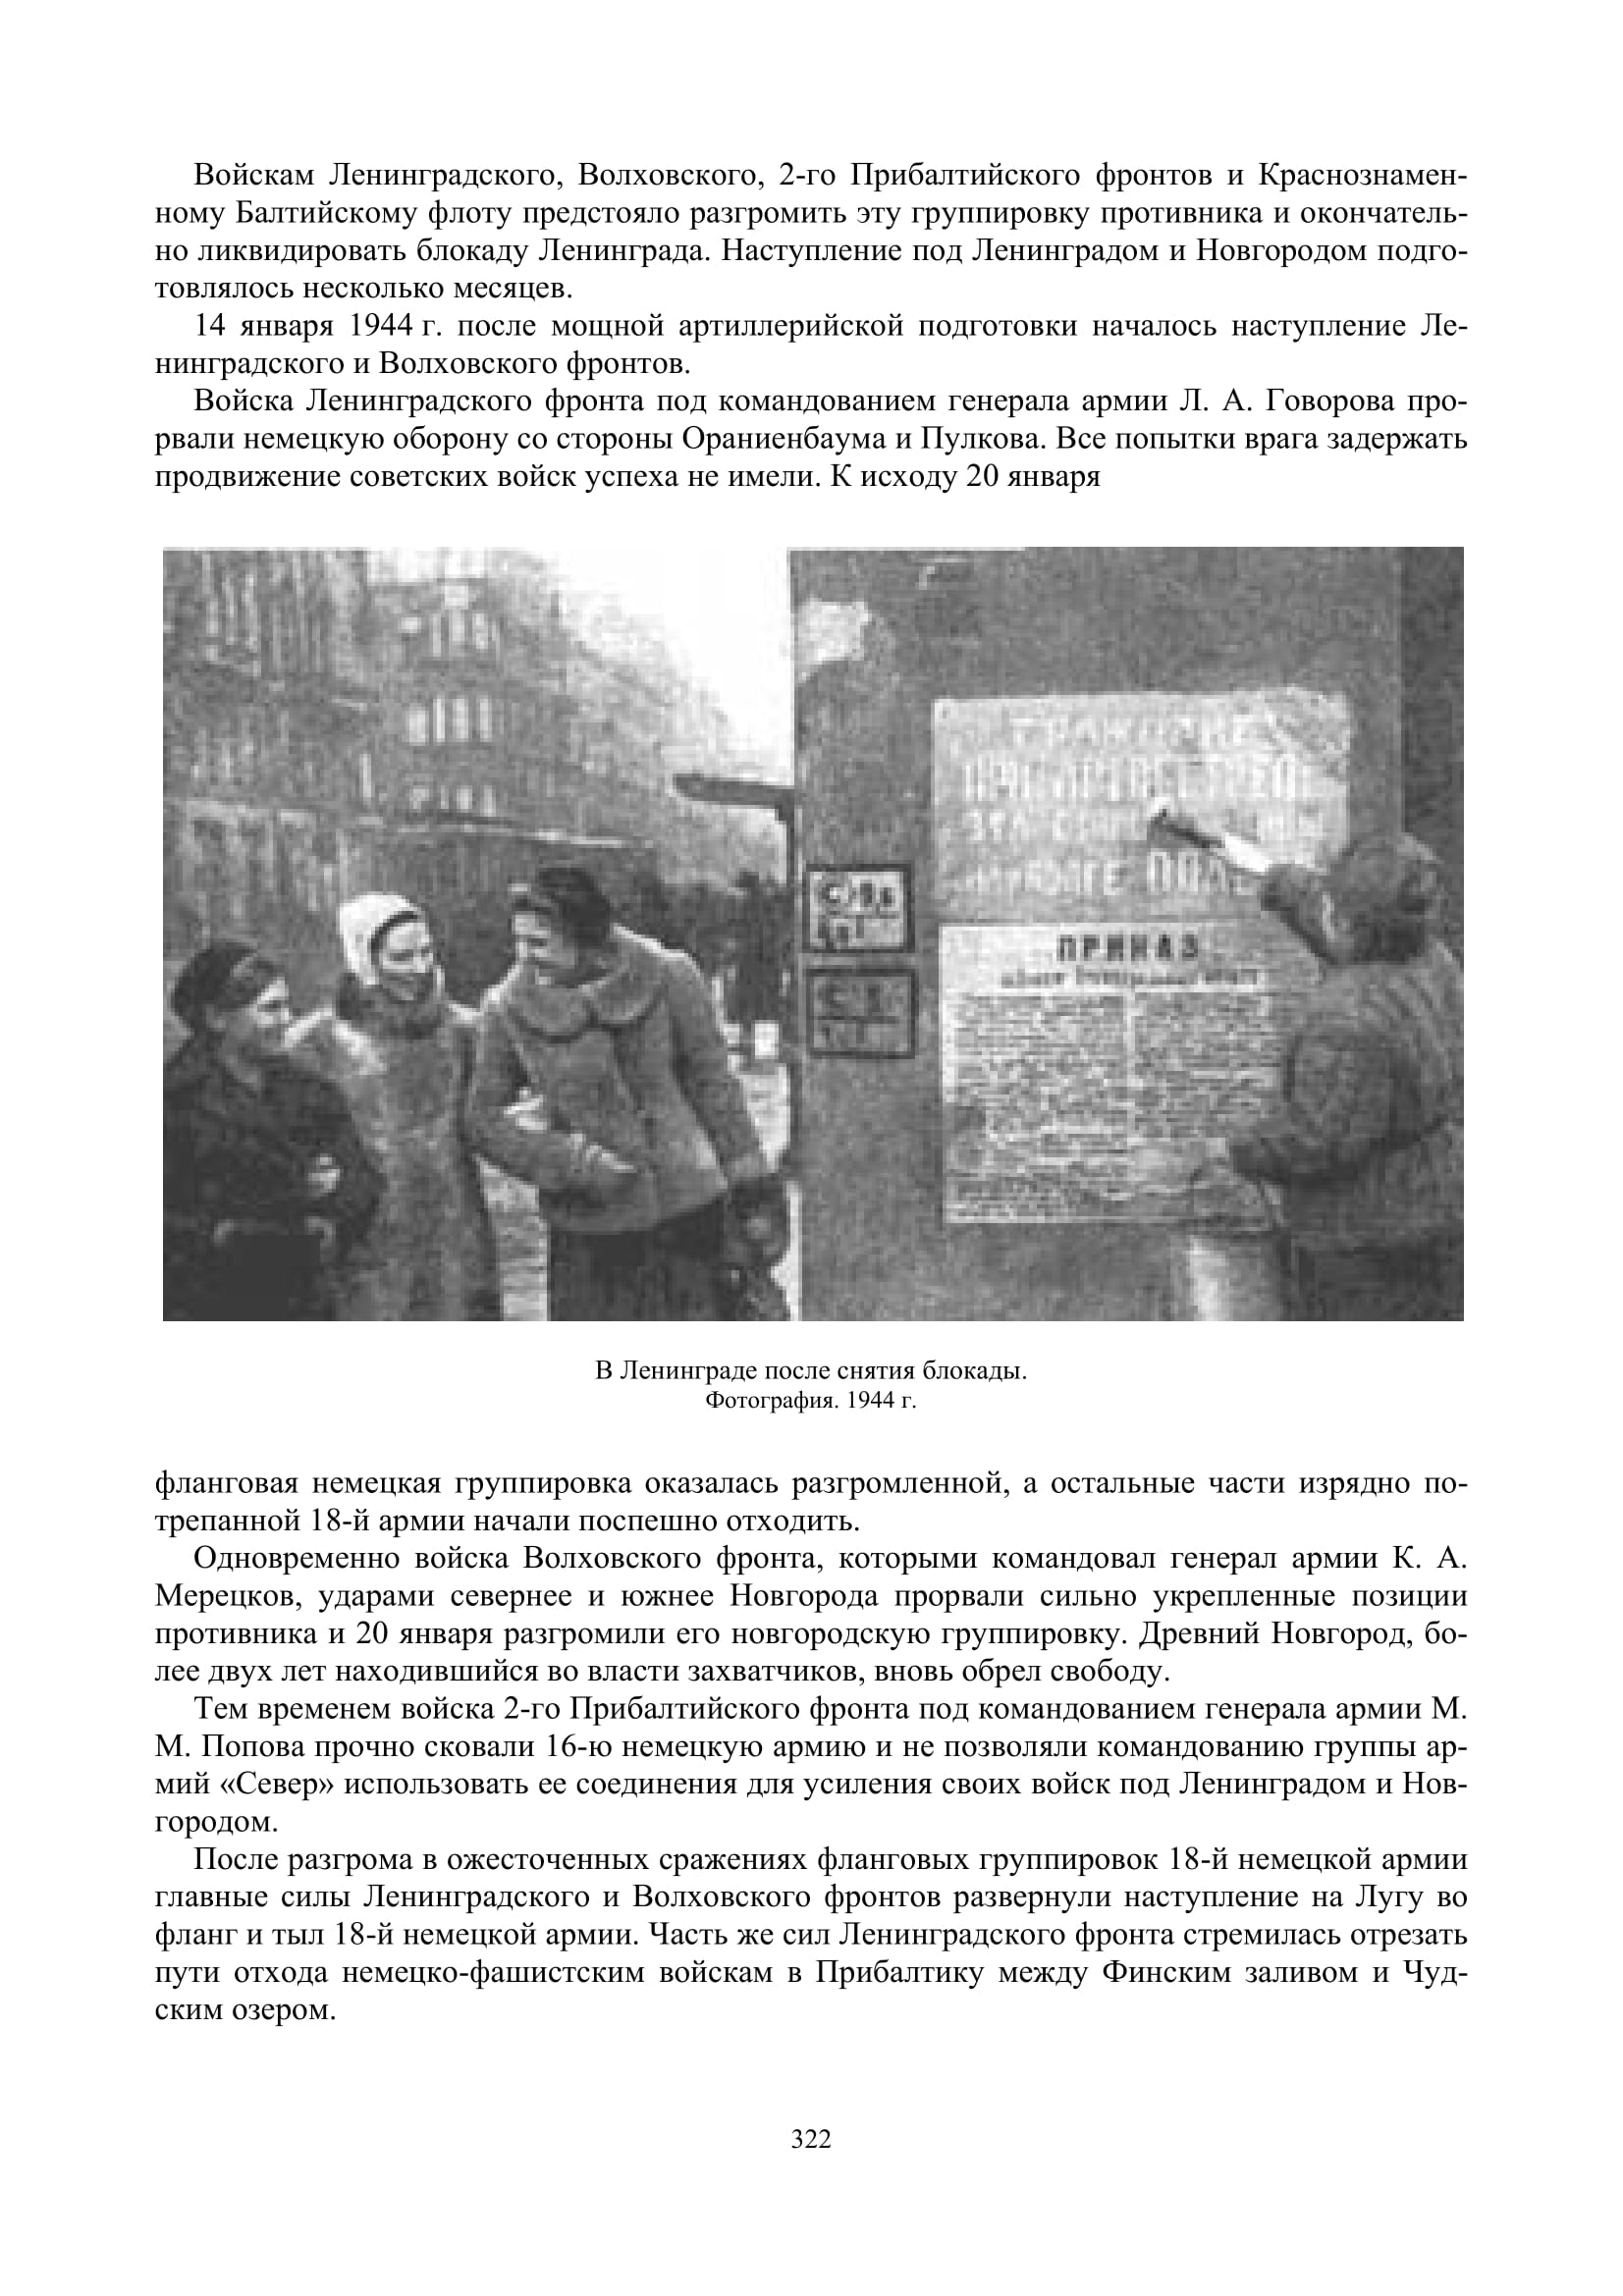 Войскам Ленинградского, Волховского, 2-го Прибалтийского фронтов и Краснознамен-
ному Балтийскому флоту предстояло разгромить эту группировку противника и окончатель-
но ликвидировать блокаду Ленинграда. Наступление под Ленинградом и Новгородом подго-
товлялось несколько месяцев.
14 января 1944 г. после мощной артиллерийской подготовки началось наступление Ле-
нинградского и Волховского фронтов.
Войска Ленинградского фронта под командованием генерала армии Л. А. Говорова про-
рвали немецкую оборону со стороны Ораниенбаума и Пулкова. Все попытки врага задержать
продвижение советских войск успеха не имели. К исходу 20 января
ПРИКАЗ
В Ленинграде после снятия блокады.
Фотография. 1944 г.
фланговая немецкая группировка оказалась разгромленной, а остальные части изрядно по-
трепанной 18-й армии начали поспешно отходить.
Одновременно войска Волховского фронта, которыми командовал генерал армии К. А.
Мерецков, ударами севернее и южнее Новгорода прорвали сильно укрепленные позиции
противника и 20 января разгромили его новгородскую группировку. Древний Новгород, бо-
лее двух лет находившийся во власти захватчиков, вновь обрел свободу.
Тем временем войска 2-го Прибалтийского фронта под командованием генерала армии М.
М. Попова прочно сковали 16-ю немецкую армию и не позволяли командованию группы ар-
мий «Север» использовать ее соединения для усиления своих войск под Ленинградом и Нов-
городом.
После разгрома в ожесточенных сражениях фланговых группировок 18-й немецкой армии
главные силы Ленинградского и Волховского фронтов развернули наступление на Лугу во
фланг и тыл 18-й немецкой армии. Часть же сил Ленинградского фронта стремилась отрезать
пути отхода немецко-фашистским войскам в Прибалтику между Финским заливом и Чуд-
ским озером.
322